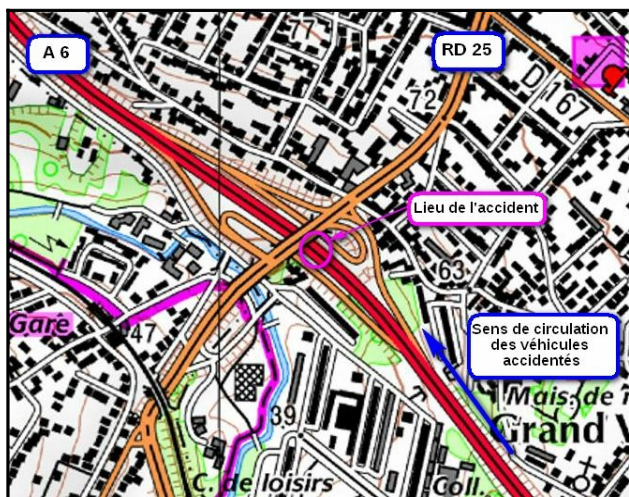 77
A 6
RD 25
D 167
72
Lieu de l'accident
63
Gare
47
Sens de circulation
des véhicules
accidentés
Mais. de
39
Grand V
C. de loisirs
Coll.